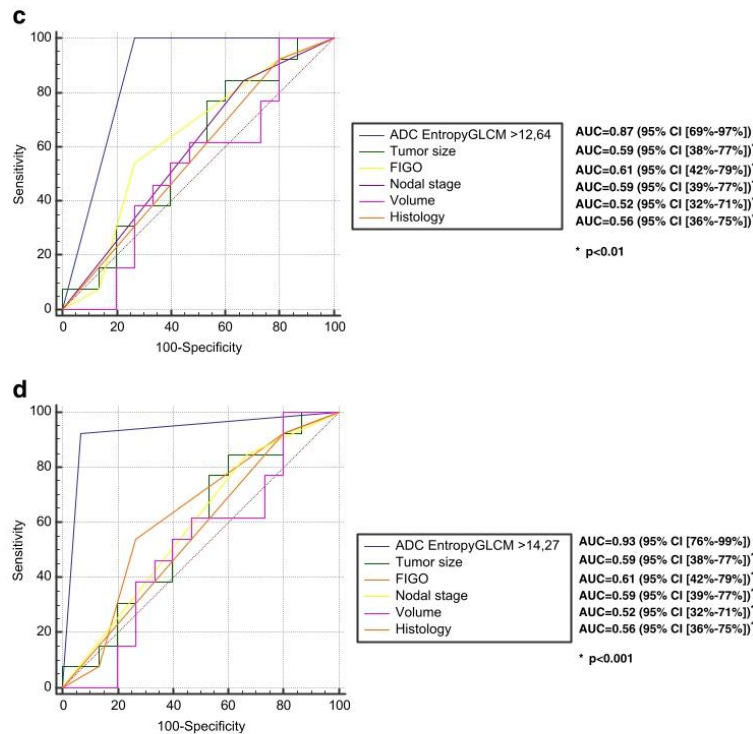 c
100
80
60
40
20
0
Sensitivity
0 20 40 60 80 100
100-Specificity
ADC EntropyGLCM >12,64
Tumor size
FIGO
Nodal stage
Volume
Histology
AUC=0.87 (95% CI [69%-97%])
AUC=0.59 (95% CI [38%-77%])*
AUC=0.61 (95% CI [42%-79%])*
AUC=0.59 (95% CI [39%-77%])*
AUC=0.52 (95% CI [32%-71%])*
AUC=0.56 (95% CI [36%-75%])*
* p<0.01
d
100
80
60
40
20
0
Sensitivity
0 20 40 60 80 100
100-Specificity
ADC EntropyGLCM >14,27
Tumor size
FIGO
Nodal stage
Volume
Histology
AUC=0.93 (95% CI [76%-99%])
AUC=0.59 (95% CI [38%-77%])*
AUC=0.61 (95% CI [42%-79%])*
AUC=0.59 (95% CI [39%-77%])*
AUC=0.52 (95% CI [32%-71%])*
AUC=0.56 (95% CI [36%-75%])*
* p<0.001